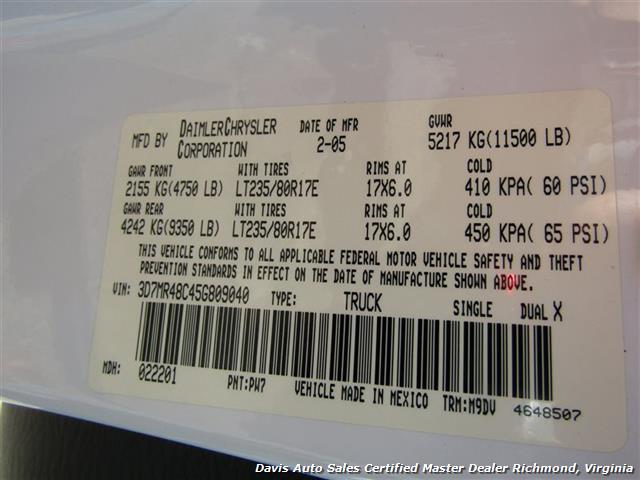 MFD BY DAIMLERCHRYSLER CORPORATION DATE OF MFR 2-05 GVWR 5217 KG(11500 LB)
GAWR FRONT WITH TIRES RIMS AT COLD
2155 KG(4750 LB) LT235/80R17E 17X6.0 410 KPA( 60 PSI)
GAWR REAR WITH TIRES RIMS AT COLD
4242 KG(9350 LB) LT235/80R17E 17X6.0 450 KPA( 65 PSI)
THIS VEHICLE CONFORMS TO ALL APPLICABLE FEDERAL MOTOR VEHICLE SAFETY AND THEFT
PREVENTION STANDARDS IN EFFECT ON THE DATE OF MANUFACTURE SHOWN ABOVE.
VIN: 3D7MR48C45G809040 TYPE: TRUCK SINGLE DUAL X
MDH: 022201 PNT:PW7 VEHICLE MADE IN MEXICO TRM:M9DV 4648507
Davis Auto Sales Certified Master Dealer Richmond, Virginia